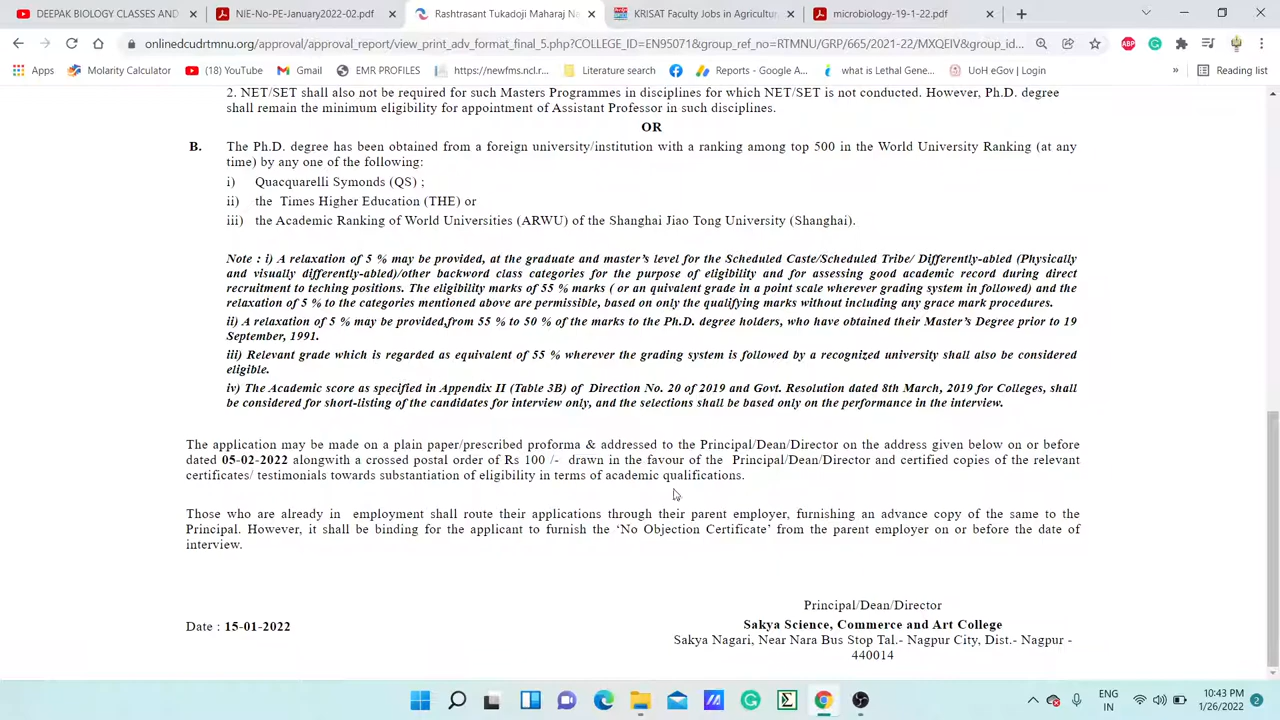 DEEPAK BIOLOGY CLASSES AND
NIE-No-PE-January2022-02.pdf
Rashtrasant Tukadoji Maharaj Ne
KRISAT Faculty Jobs in Agricultur
microbiology-19-1-22.pdf
onlinecudrtmnu.org/approval/approval_report/view_print_adv_format_final_5.php?COLLEGE_ID=EN95071&group_ref_no=RTMNU/GRP/666/2021-22/MXQEIV&group_id...
Apps
Molarity Calculator
(18) YouTube
Gmail
EMR PROFILES
https://newfms.ncl.r...
Literature search
Reports - Google A...
what is Lethal Gene...
UoH eGov | Login
»
Reading list
2. NET/SET shall also not be required for such Masters Programmes in disciplines for which NET/SET is not conducted. However, Ph.D. degree
shall remain the minimum eligibility for appointment of Assistant Professor in such disciplines.
OR
B. The Ph.D. degree has been obtained from a foreign university/institution with a ranking among top 500 in the World University Ranking (at any
time) by any one of the following:
i) Quacquarelli Symonds (QS) ;
ii) the Times Higher Education (THE) or
iii) the Academic Ranking of World Universities (ARWU) of the Shanghai Jiao Tong University (Shanghai).
Note : i) A relaxation of 5 % may be provided, at the graduate and master's level for the Scheduled Caste/Scheduled Tribe/ Differently-abled (Physically
and visually differently-abled)/other backword class categories for the purpose of eligibility and for assessing good academic record during direct
recruitment to teching positions. The eligibility marks of 55 % marks ( or an quivalent grade in a point scale wherever grading system in followed) and the
relaxation of 5 % to the categories mentioned above are permissible, based on only the qualifying marks without including any grace mark procedures.
ii) A relaxation of 5 % may be provided,from 55 % to 50 % of the marks to the Ph.D. degree holders, who have obtained their Master's Degree prior to 19
September, 1991.
iii) Relevant grade which is regarded as equivalent of 55 % wherever the grading system is followed by a recognized university shall also be considered
eligible.
iv) The Academic score as specified in Appendix II (Table 3B) of Direction No. 20 of 2019 and Govt. Resolution dated 8th March, 2019 for Colleges, shall
be considered for short-listing of the candidates for interview only, and the selections shall be based only on the performance in the interview.
The application may be made on a plain paper/prescribed proforma & addressed to the Principal/Dean/Director on the address given below on or before
dated 05-02-2022 alongwith a crossed postal order of Rs 100 /- drawn in the favour of the Principal/Dean/Director and certified copies of the relevant
certificates/ testimonials towards substantiation of eligibility in terms of academic qualifications.
Those who are already in employment shall route their applications through their parent employer, furnishing an advance copy of the same to the
Principal. However, it shall be binding for the applicant to furnish the 'No Objection Certificate' from the parent employer on or before the date of
interview.
Principal/Dean/Director
Date : 15-01-2022
Sakya Science, Commerce and Art College
Sakya Nagari, Near Nara Bus Stop Tal.- Nagpur City, Dist.- Nagpur -
440014
ENG
IN
10:43 PM
1/26/2022
2